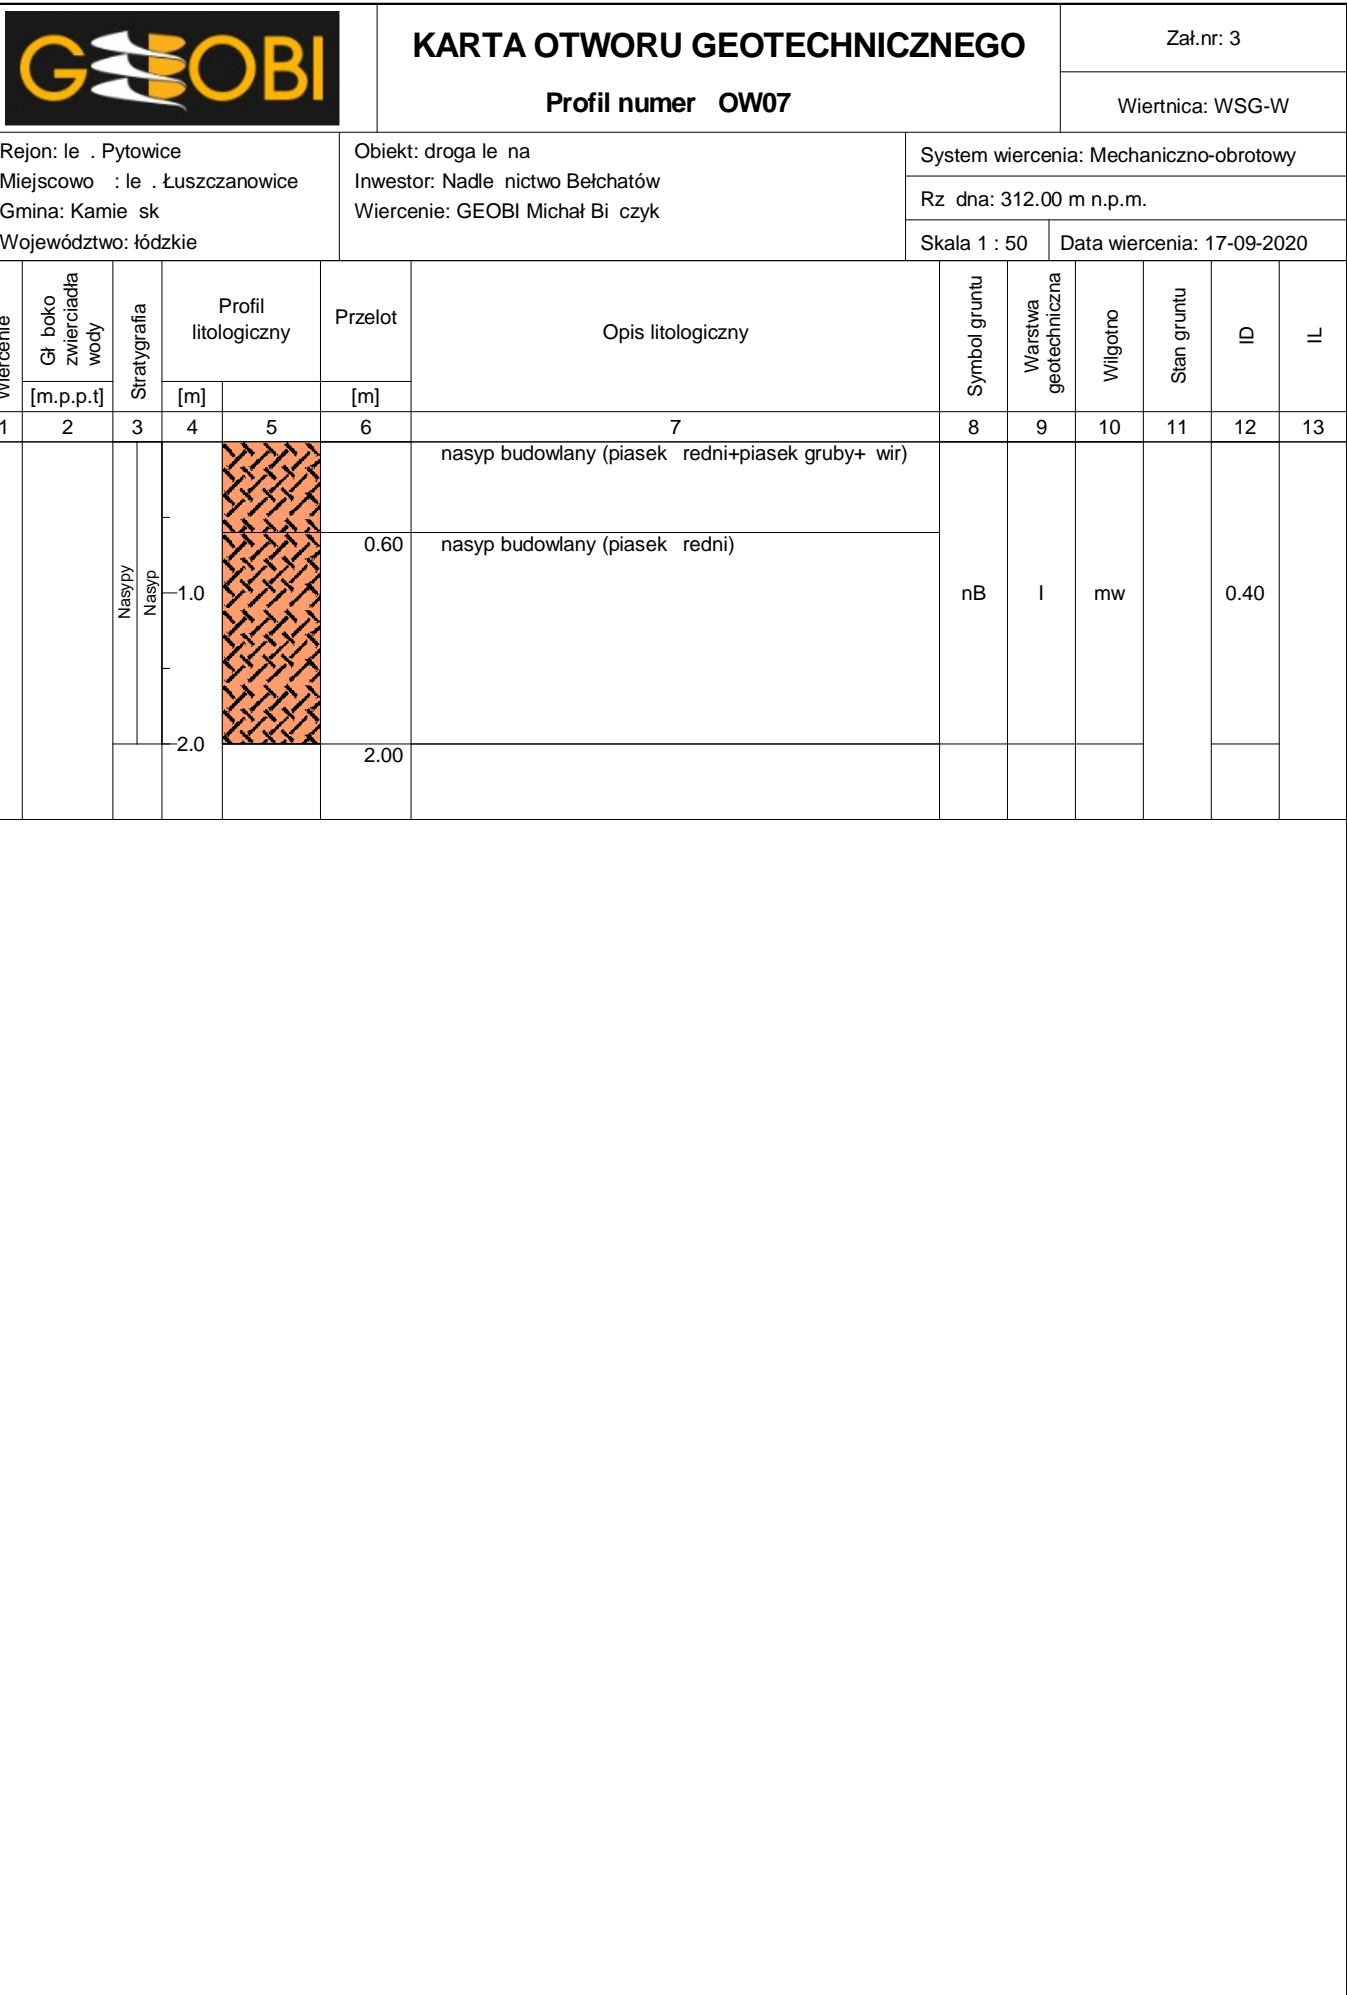 GEOBI
KARTA OTWORU GEOTECHNICZNEGO
Profil numer OW07
Zał.nr: 3
Wiertnica: WSG-W
Rejon: le . Pytowice
Miejscowo : le . Łuszczanowice
Gmina: Kamie sk
Województwo: łódzkie
Obiekt: droga le na
Inwestor: Nadle nictwo Bełchatów
Wiercenie: GEOBI Michał Bi czyk
System wiercenia: Mechaniczno-obrotowy
Rz dna: 312.00 m n.p.m.
Skala 1 : 50
Data wiercenia: 17-09-2020
Wiercenie
Gł boko
zwierciadła
wody
[m.p.p.t]
Stratygrafia
Profil
litologiczny
[m]
Przelot
[m]
Opis litologiczny
Symbol gruntu
Warstwa
geotechniczna
Wilgotno
Stan gruntu
ID
IL
1 2 3 4 5 6 7 8 9 10 11 12 13
nasyp budowlany (piasek redni+piasek gruby+ wir)
0.60 nasyp budowlany (piasek redni)
Nasypy
Nasyp
1.0
nB I mw 0.40
2.0
2.00